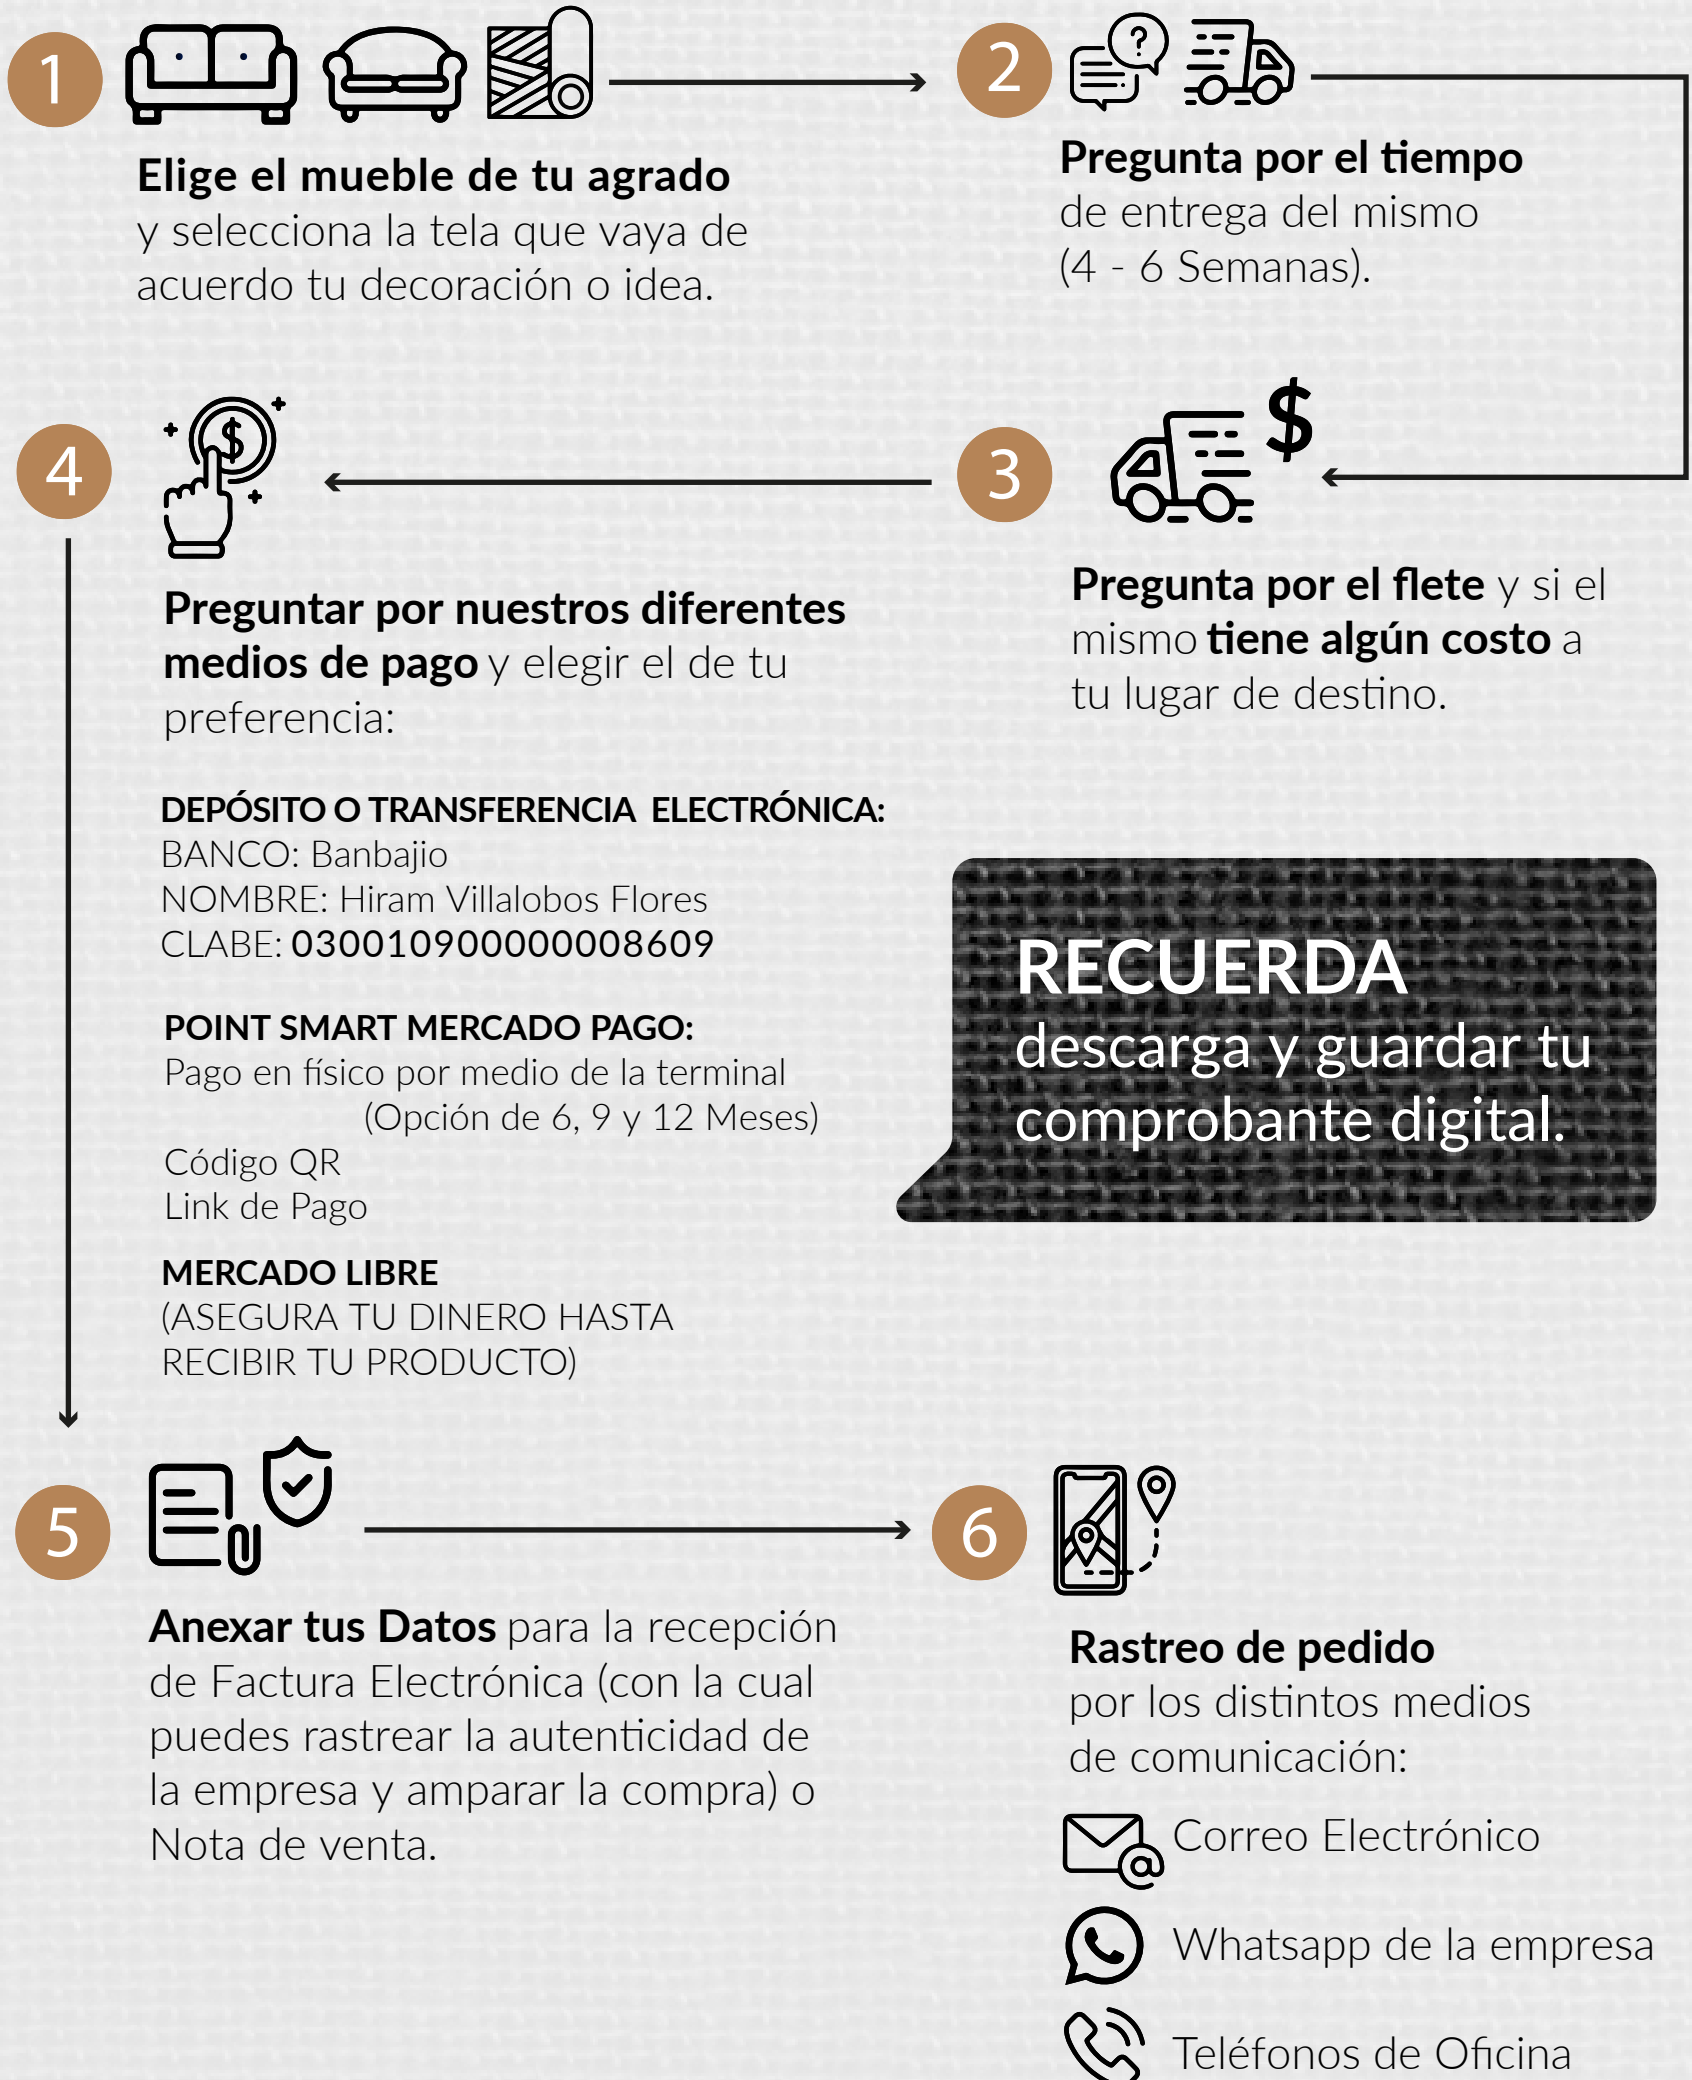 1
Elige el mueble de tu agrado
y selecciona la tela que vaya de
acuerdo tu decoración o idea.
2
?
Pregunta por el tiempo
de entrega del mismo
(4 - 6 Semanas).
3
$
Pregunta por el flete y si el
mismo tiene algún costo a
tu lugar de destino.
4
$
Preguntar por nuestros diferentes
medios de pago y elegir el de tu
preferencia:
DEPÓSITO O TRANSFERENCIA ELECTRÓNICA:
BANCO: Banbajio
NOMBRE: Hiram Villalobos Flores
CLABE: 030010900000008609
POINT SMART MERCADO PAGO:
Pago en físico por medio de la terminal
(Opción de 6, 9 y 12 Meses)
Código QR
Link de Pago
MERCADO LIBRE
(ASEGURA TU DINERO HASTA
RECIBIR TU PRODUCTO)
RECUERDA
descarga y guardar tu
comprobante digital.
5
Anexar tus Datos para la recepción
de Factura Electrónica (con la cual
puedes rastrear la autenticidad de
la empresa y amparar la compra) o
Nota de venta.
6
Rastreo de pedido
por los distintos medios
de comunicación:
@ Correo Electrónico
Whatsapp de la empresa
Teléfonos de Oficina